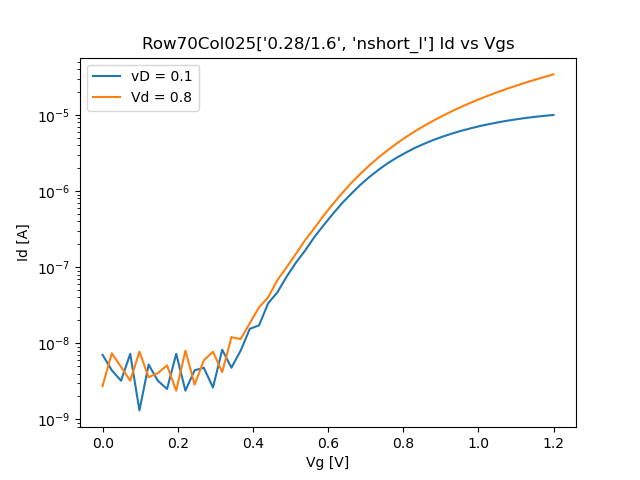 Row70Col025['0.28/1.6', 'nshort_l'] Id vs Vgs
vD = 0.1
Vd = 0.8
10⁻⁵
10⁻⁶
10⁻⁷
10⁻⁸
10⁻⁹
Id [A]
0.0 0.2 0.4 0.6 0.8 1.0 1.2
Vg [V]